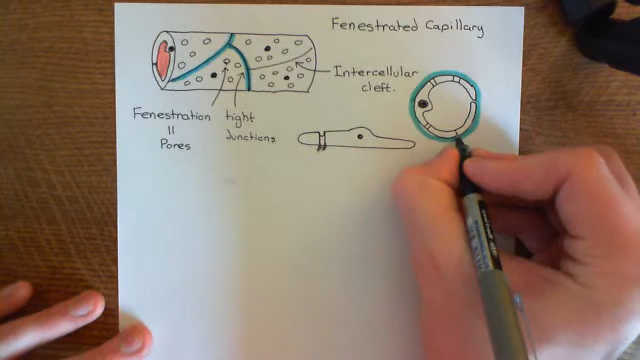 Fenestrated Capillary
Intercellular
cleft.
Fenestration
=
Pores
tight
Junctions